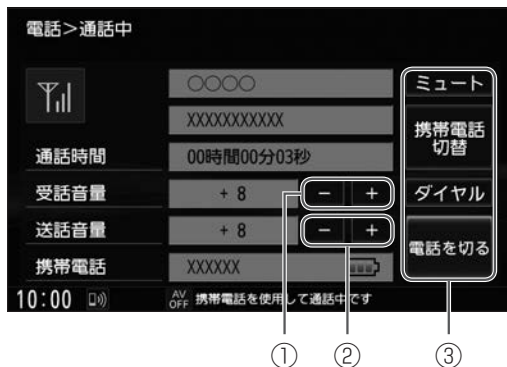 電話>通話中
○○○○
XXXXXXXXXXX
通話時間 00時間00分03秒
受話音量 + 8 − +
送話音量 + 8 − +
携帯電話 XXXXXX
ミュート
携帯電話
切替
ダイヤル
電話を切る
10:00 AV OFF 携帯電話を使用して通話中です
① ② ③